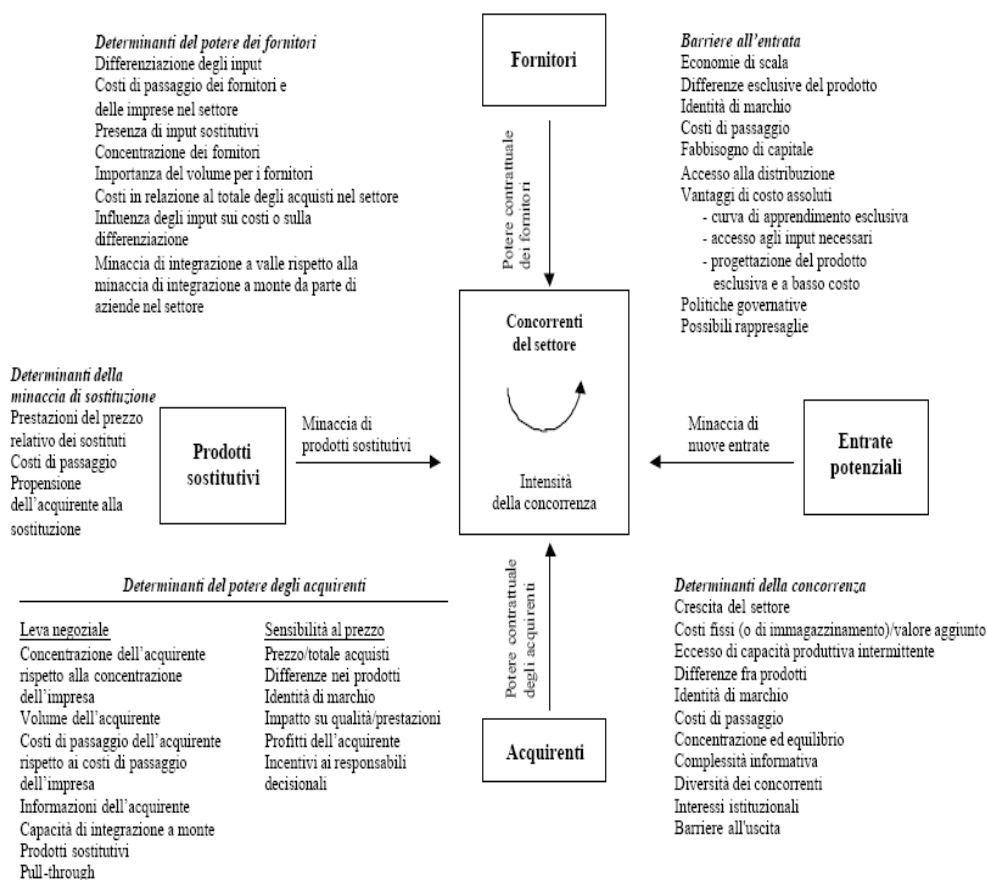 Determinanti del potere dei fornitori
Differenziazione degli input
Costi di passaggio dei fornitori e
delle imprese nel settore
Presenza di input sostitutivi
Concentrazione dei fornitori
Importanza del volume per i fornitori
Costi in relazione al totale degli acquisti nel settore
Influenza degli input sui costi o sulla
differenziazione
Minaccia di integrazione a valle rispetto alla
minaccia di integrazione a monte da parte di
aziende nel settore
Fornitori
Potere contrattuale
dei fornitori
Barriere all'entrata
Economie di scala
Differenze esclusive del prodotto
Identità di marchio
Costi di passaggio
Fabbisogno di capitale
Accesso alla distribuzione
Vantaggi di costo assoluti
- curva di apprendimento esclusiva
- accesso agli input necessari
- progettazione del prodotto
esclusiva e a basso costo
Politiche governative
Possibili rappresaglie
Concorrenti
del settore
Intensità
della concorrenza
Determinanti della
minaccia di sostituzione
Prestazioni del prezzo
relativo dei sostituti
Costi di passaggio
Propensione
dell'acquirente alla
sostituzione
Prodotti
sostitutivi
Minaccia di
prodotti sostitutivi
Minaccia di
nuove entrate
Entrate
potenziali
Determinanti del potere degli acquirenti
Leva negoziale
Concentrazione dell'acquirente
rispetto alla concentrazione
dell'impresa
Volume dell'acquirente
Costi di passaggio dell'acquirente
rispetto ai costi di passaggio
dell'impresa
Informazioni dell'acquirente
Capacità di integrazione a monte
Prodotti sostitutivi
Pull-through
Sensibilità al prezzo
Prezzo/totale acquisti
Differenze nei prodotti
Identità di marchio
Impatto su qualità/prestazioni
Profitti dell'acquirente
Incentivi ai responsabili
decisionali
Potere contrattuale
degli acquirenti
Acquirenti
Determinanti della concorrenza
Crescita del settore
Costi fissi (o di immagazzinamento)/valore aggiunto
Eccesso di capacità produttiva intermittente
Differenze fra prodotti
Identità di marchio
Costi di passaggio
Concentrazione ed equilibrio
Complessità informativa
Diversità dei concorrenti
Interessi istituzionali
Barriere all'uscita